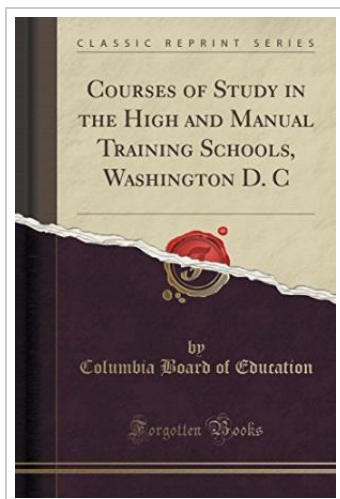 CLASSIC REPRINT SERIES
COURSES OF STUDY IN
THE HIGH AND MANUAL
TRAINING SCHOOLS,
WASHINGTON D. C
by
Columbia Board of Education
Forgotten Books